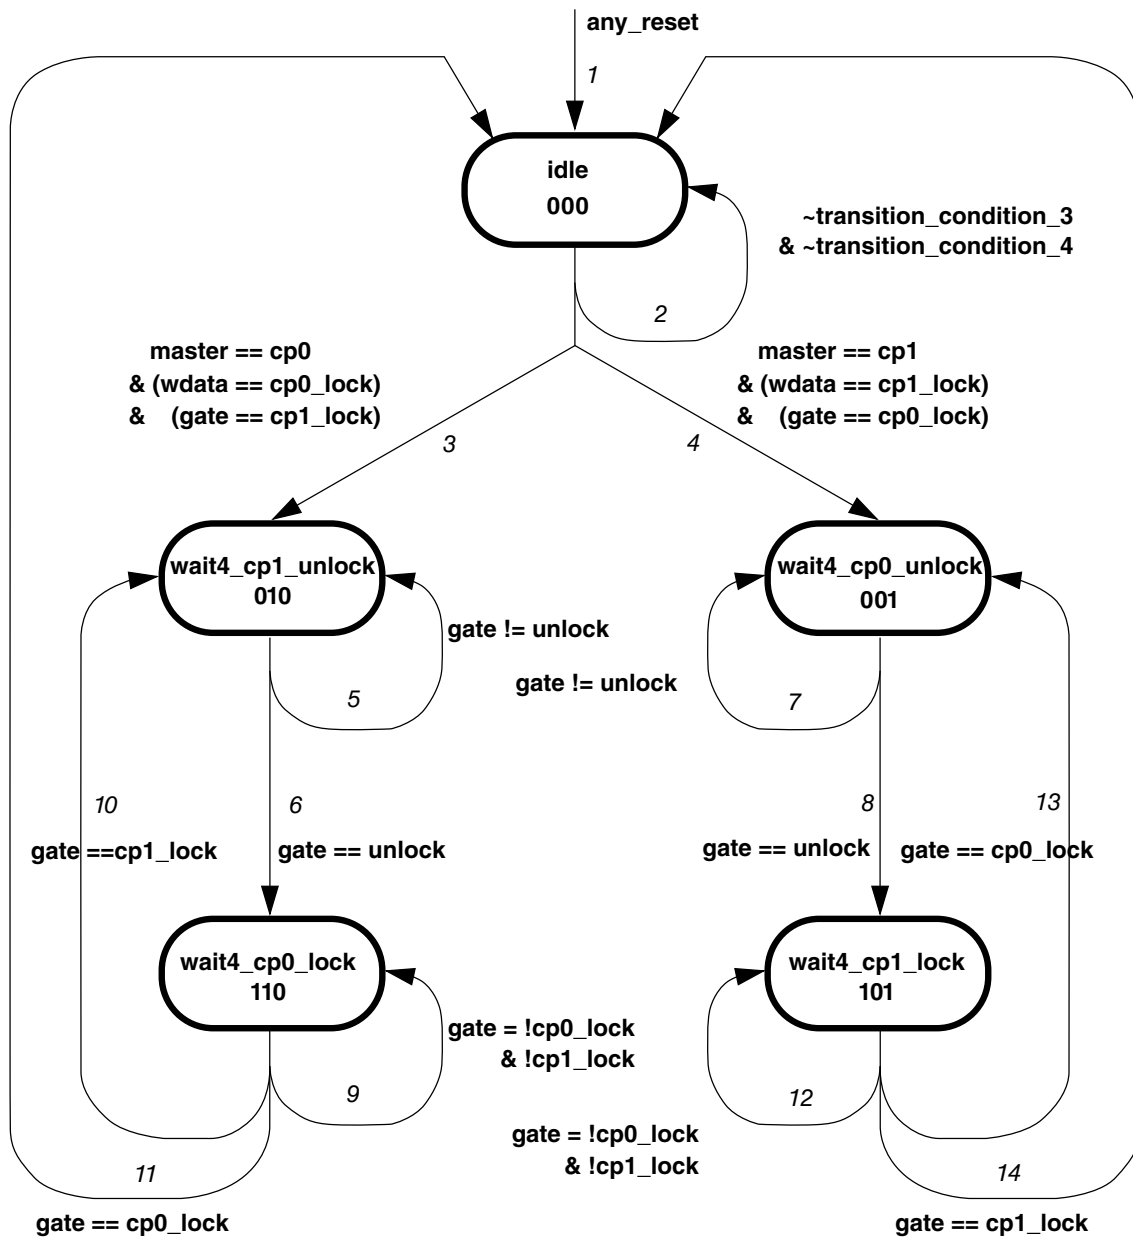 any_reset
1
idle
000
~transition_condition_3
& ~transition_condition_4
2
master == cp0
& (wdata == cp0_lock)
& (gate == cp1_lock)
master == cp1
& (wdata == cp1_lock)
& (gate == cp0_lock)
3
4
wait4_cp1_unlock
010
wait4_cp0_unlock
001
gate != unlock
5
gate != unlock
7
10
gate ==cp1_lock
6
gate == unlock
8
gate == unlock
13
gate == cp0_lock
wait4_cp0_lock
110
wait4_cp1_lock
101
gate = !cp0_lock
& !cp1_lock
9
12
gate = !cp0_lock
& !cp1_lock
11
gate == cp0_lock
14
gate == cp1_lock